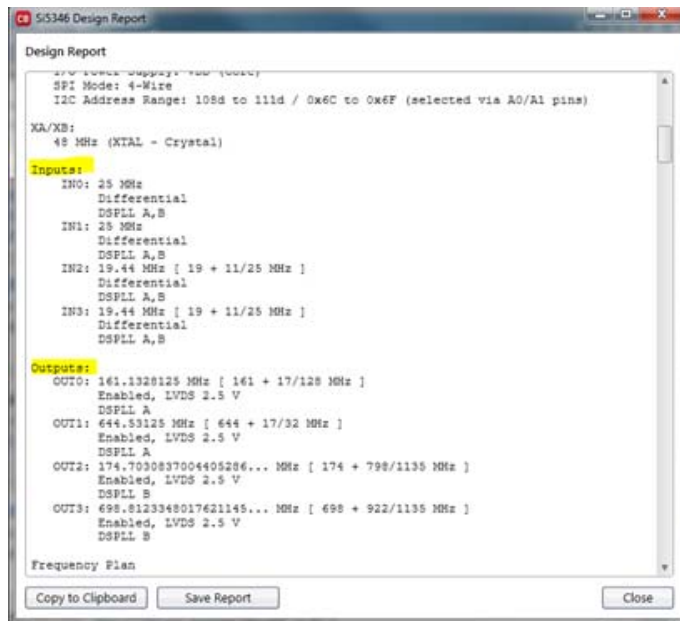 CB Si5346 Design Report
Design Report
I/O Power Supply: VDD (Core)
SPI Mode: 4-Wire
I2C Address Range: 108d to 111d / 0x6C to 0x6F (selected via A0/A1 pins)
XA/XB:
48 MHz (XTAL - Crystal)
Inputs:
IN0: 25 MHz
Differential
DSPLL A,B
IN1: 25 MHz
Differential
DSPLL A,B
IN2: 19.44 MHz [ 19 + 11/25 MHz ]
Differential
DSPLL A,B
IN3: 19.44 MHz [ 19 + 11/25 MHz ]
Differential
DSPLL A,B
Outputs:
OUT0: 161.1328125 MHz [ 161 + 17/128 MHz ]
Enabled, LVDS 2.5 V
DSPLL A
OUT1: 644.53125 MHz [ 644 + 17/32 MHz ]
Enabled, LVDS 2.5 V
DSPLL A
OUT2: 174.7030837004405286... MHz [ 174 + 798/1135 MHz ]
Enabled, LVDS 2.5 V
DSPLL B
OUT3: 698.8123348017621145... MHz [ 698 + 922/1135 MHz ]
Enabled, LVDS 2.5 V
DSPLL B
Frequency Plan
Copy to Clipboard Save Report Close